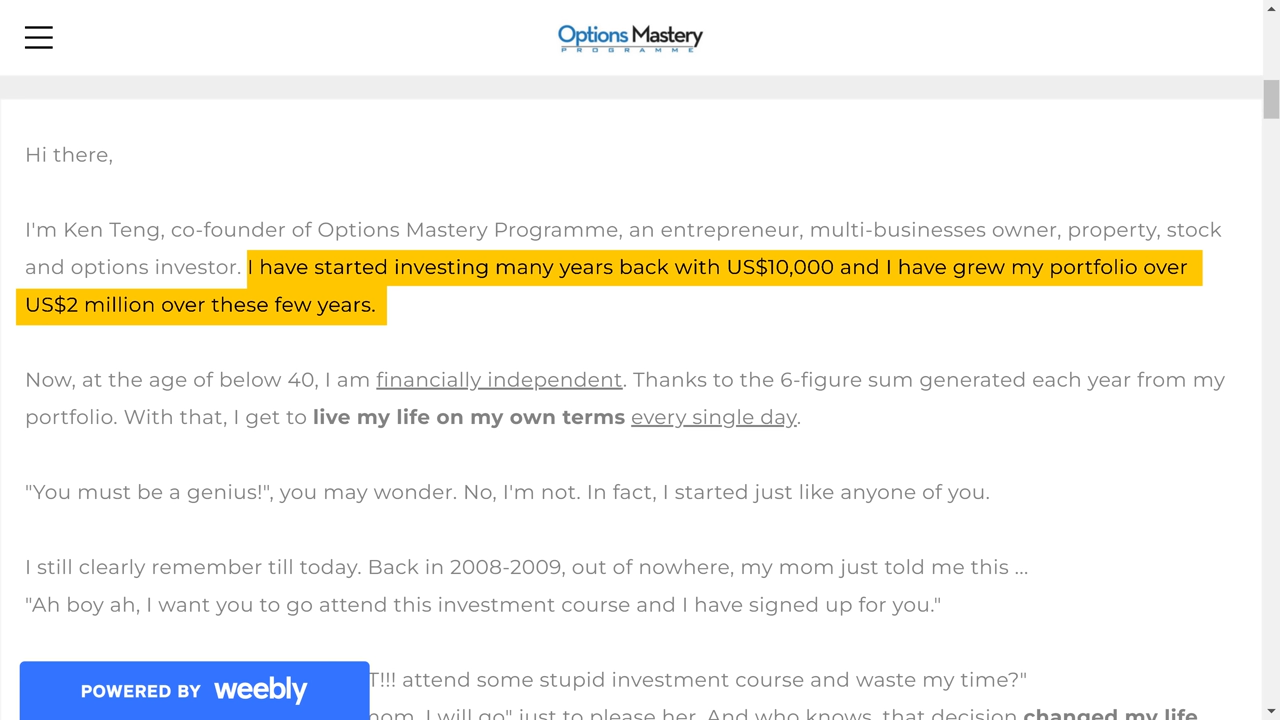 Options Mastery
PROGRAMME
Hi there,
I'm Ken Teng, co-founder of Options Mastery Programme, an entrepreneur, multi-businesses owner, property, stock
and options investor. I have started investing many years back with US$10,000 and I have grew my portfolio over
US$2 million over these few years.
Now, at the age of below 40, I am financially independent. Thanks to the 6-figure sum generated each year from my
portfolio. With that, I get to live my life on my own terms every single day.
"You must be a genius!", you may wonder. No, I'm not. In fact, I started just like anyone of you.
I still clearly remember till today. Back in 2008-2009, out of nowhere, my mom just told me this ...
"Ah boy ah, I want you to go attend this investment course and I have signed up for you."
T!!! attend some stupid investment course and waste my time?"
mom, I will go" just to please her. And who knows, that decision changed my life
POWERED BY weebly